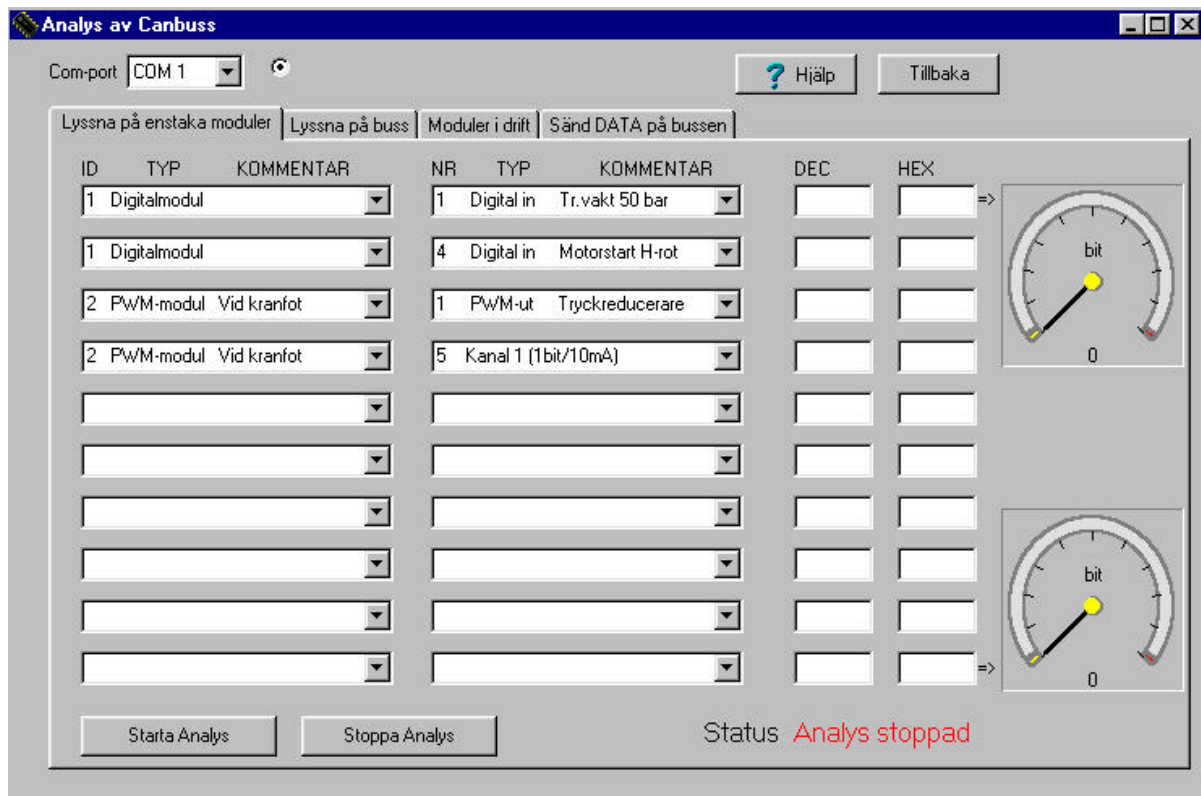 Analys av Canbuss
Com-port COM 1 Hjälp Tillbaka
Lyssna på enstaka moduler Lyssna på buss Moduler i drift Sänd DATA på bussen
ID TYP KOMMENTAR NR TYP KOMMENTAR DEC HEX
1 Digitalmodul 1 Digital in Tr.vakt 50 bar =>
bit
1 Digitalmodul 4 Digital in Motorstart H-rot
2 PWM-modul Vid kranfot 1 PWM-ut Tryckreducerare
2 PWM-modul Vid kranfot 5 Kanal 1 (1bit/10mA)
0
bit
=>
0
Starta Analys Stoppa Analys Status Analys stoppad